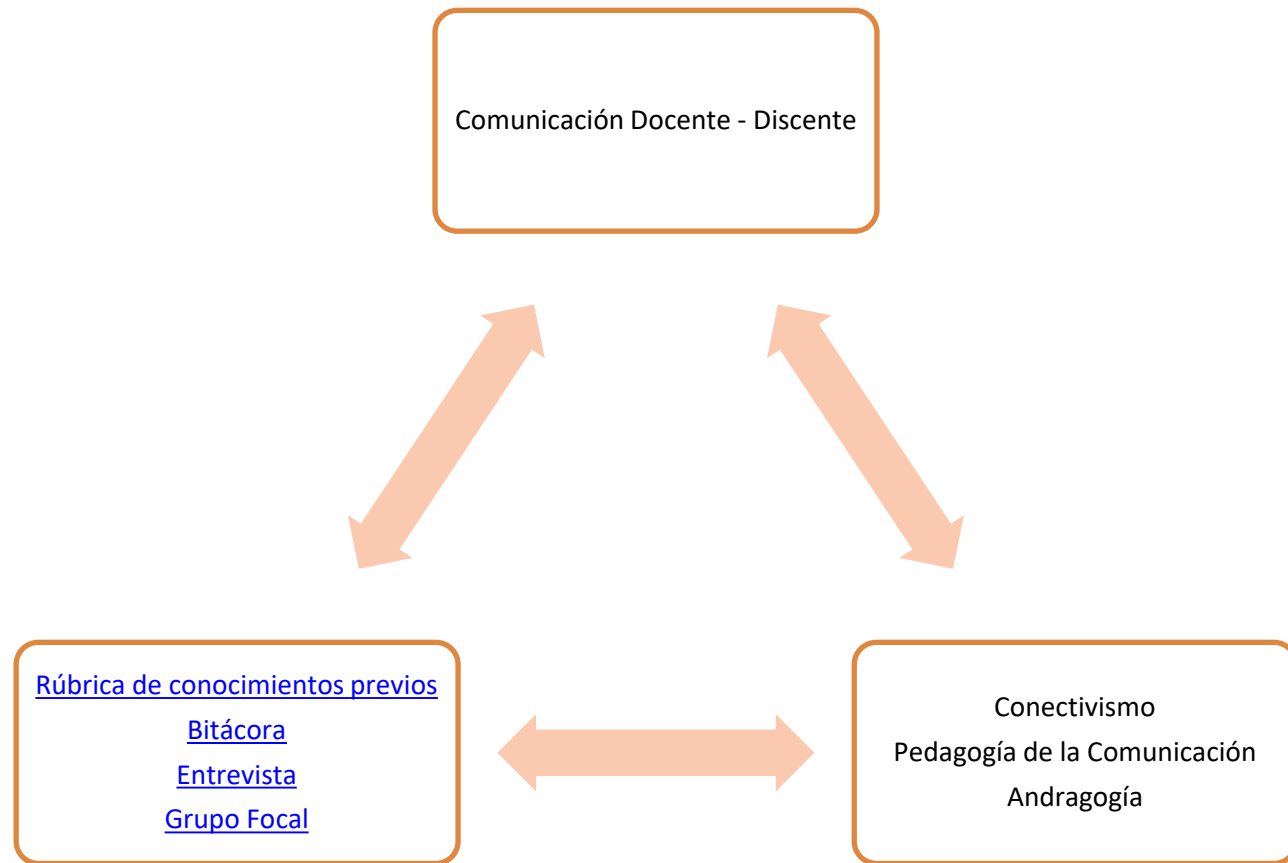 Comunicación Docente - Discente
Rúbrica de conocimientos previos
Bitácora
Entrevista
Grupo Focal
Conectivismo
Pedagogía de la Comunicación
Andragogía